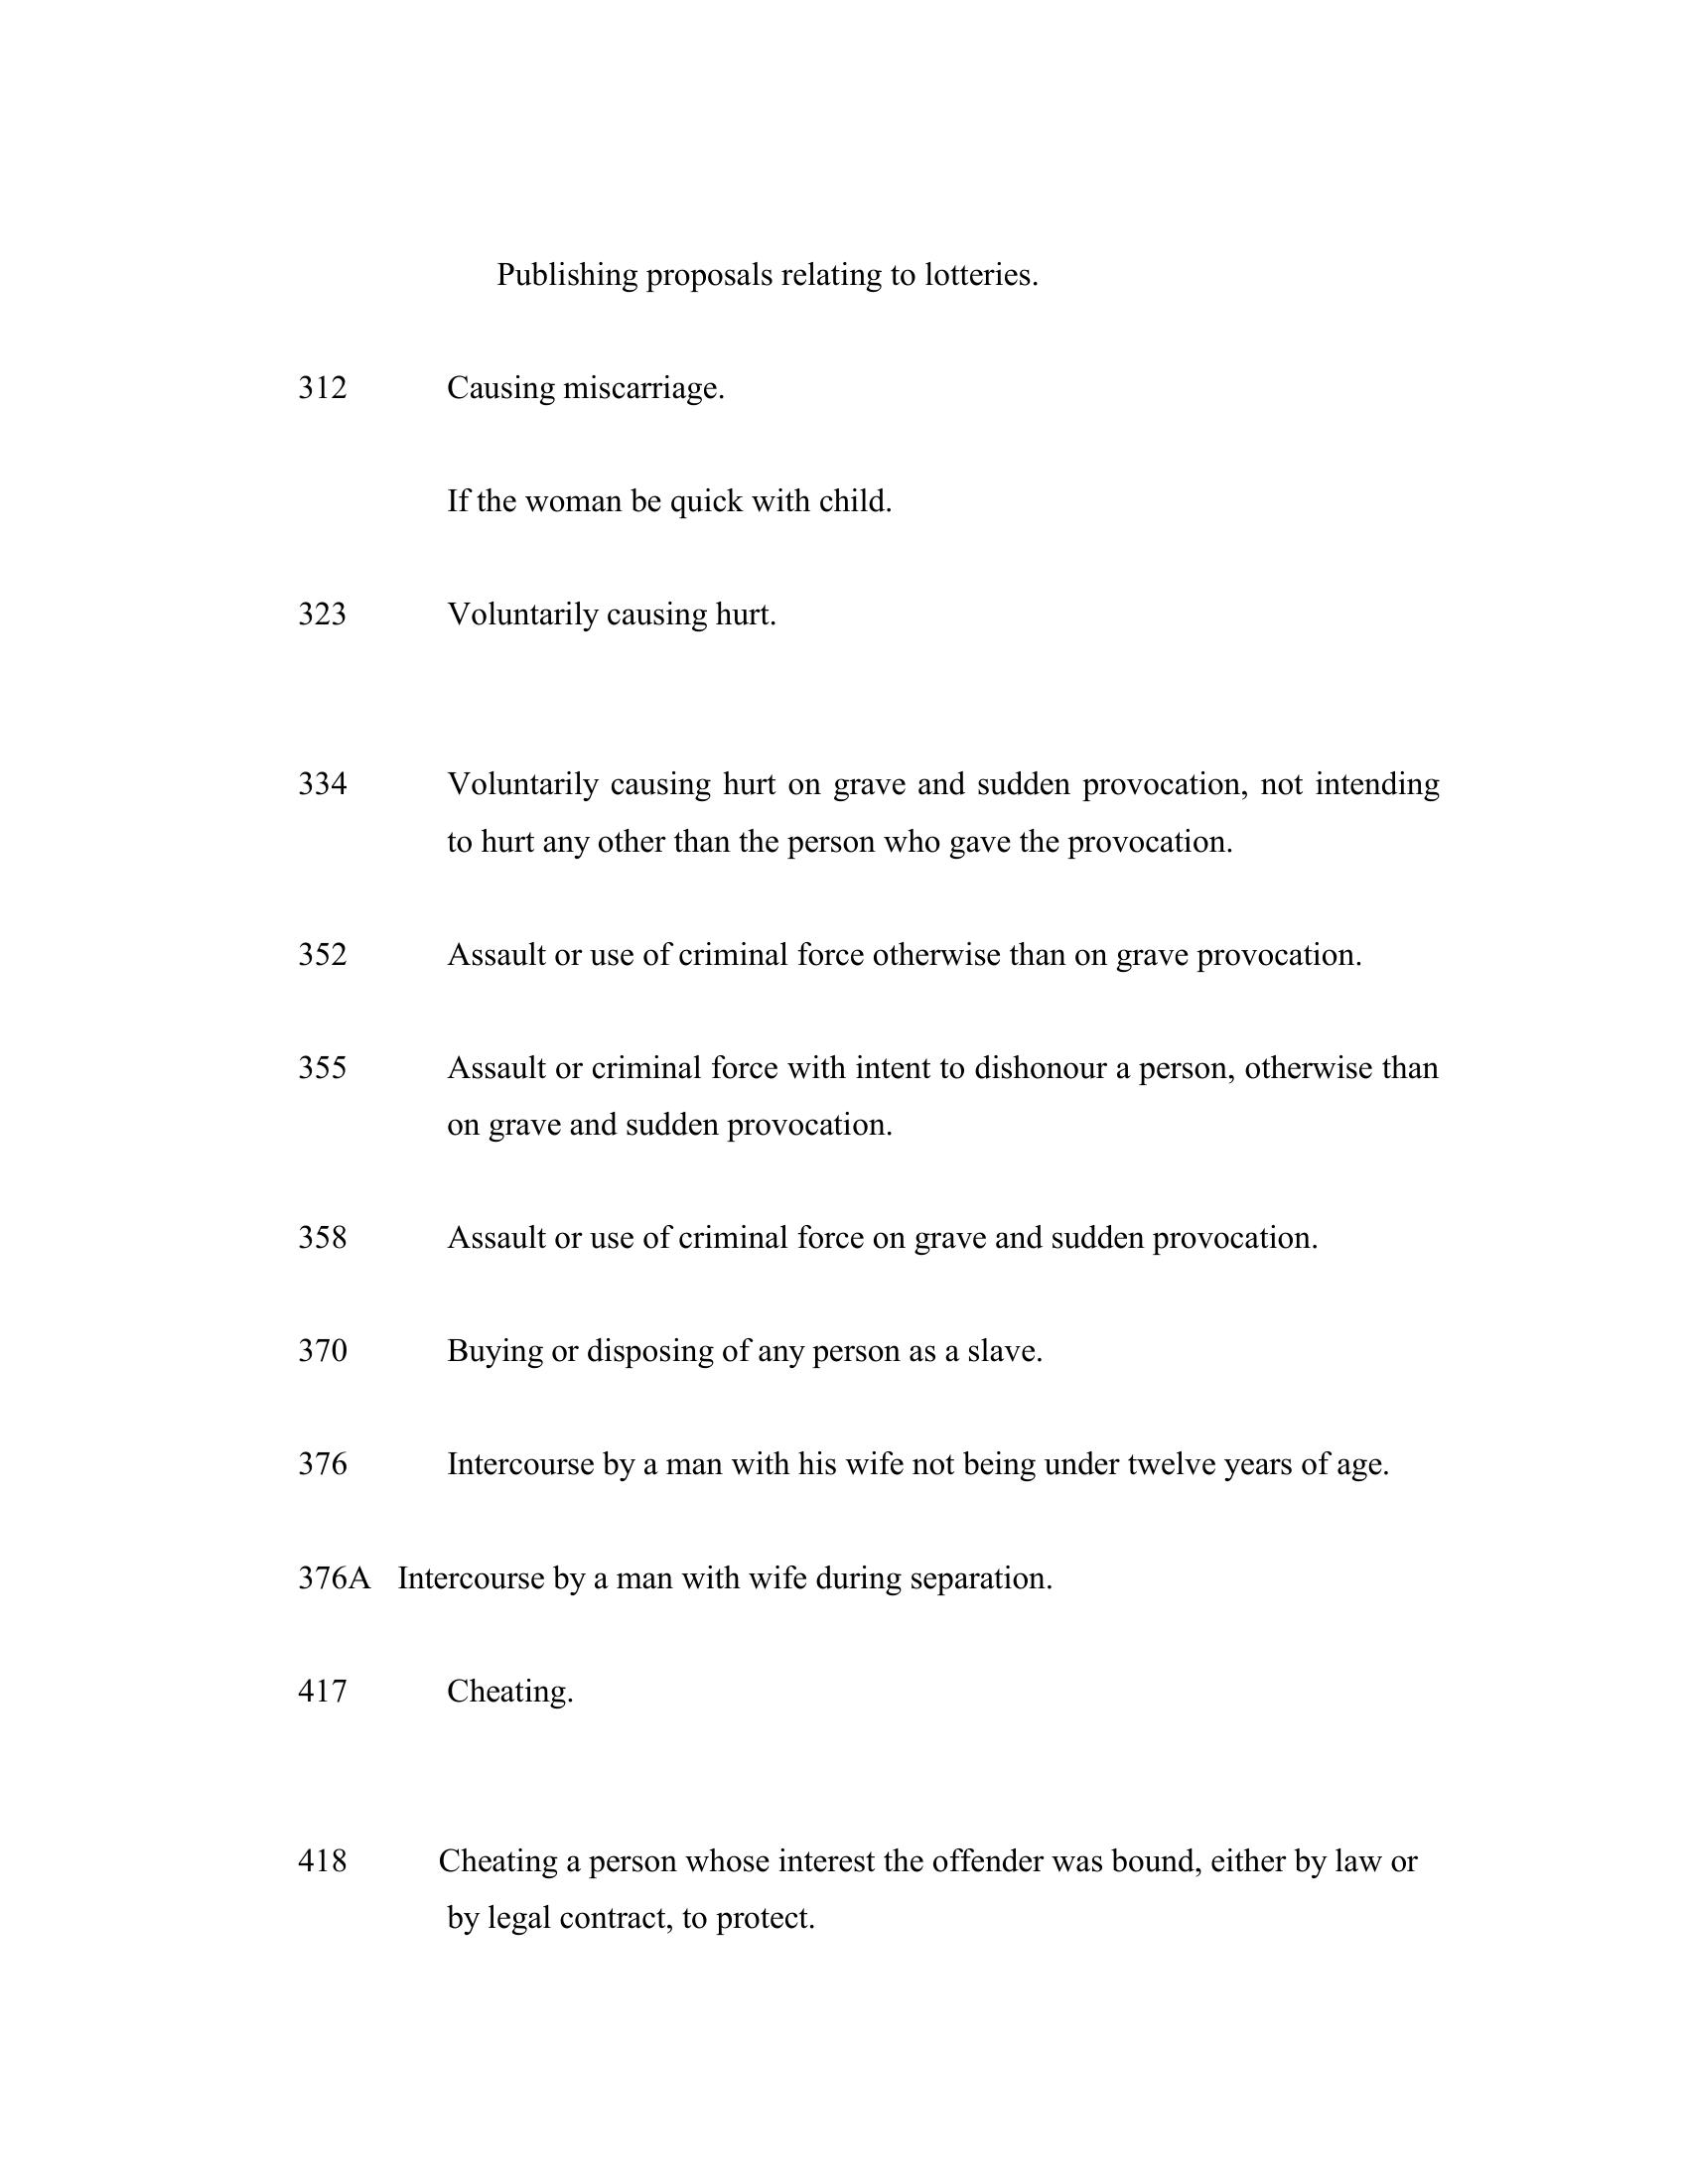 Publishing proposals relating to lotteries.
312 Causing miscarriage.
If the woman be quick with child.
323 Voluntarily causing hurt.
334 Voluntarily causing hurt on grave and sudden provocation, not intending
to hurt any other than the person who gave the provocation.
352 Assault or use of criminal force otherwise than on grave provocation.
355 Assault or criminal force with intent to dishonour a person, otherwise than
on grave and sudden provocation.
358 Assault or use of criminal force on grave and sudden provocation.
370 Buying or disposing of any person as a slave.
376 Intercourse by a man with his wife not being under twelve years of age.
376A Intercourse by a man with wife during separation.
417 Cheating.
418 Cheating a person whose interest the offender was bound, either by law or
by legal contract, to protect.